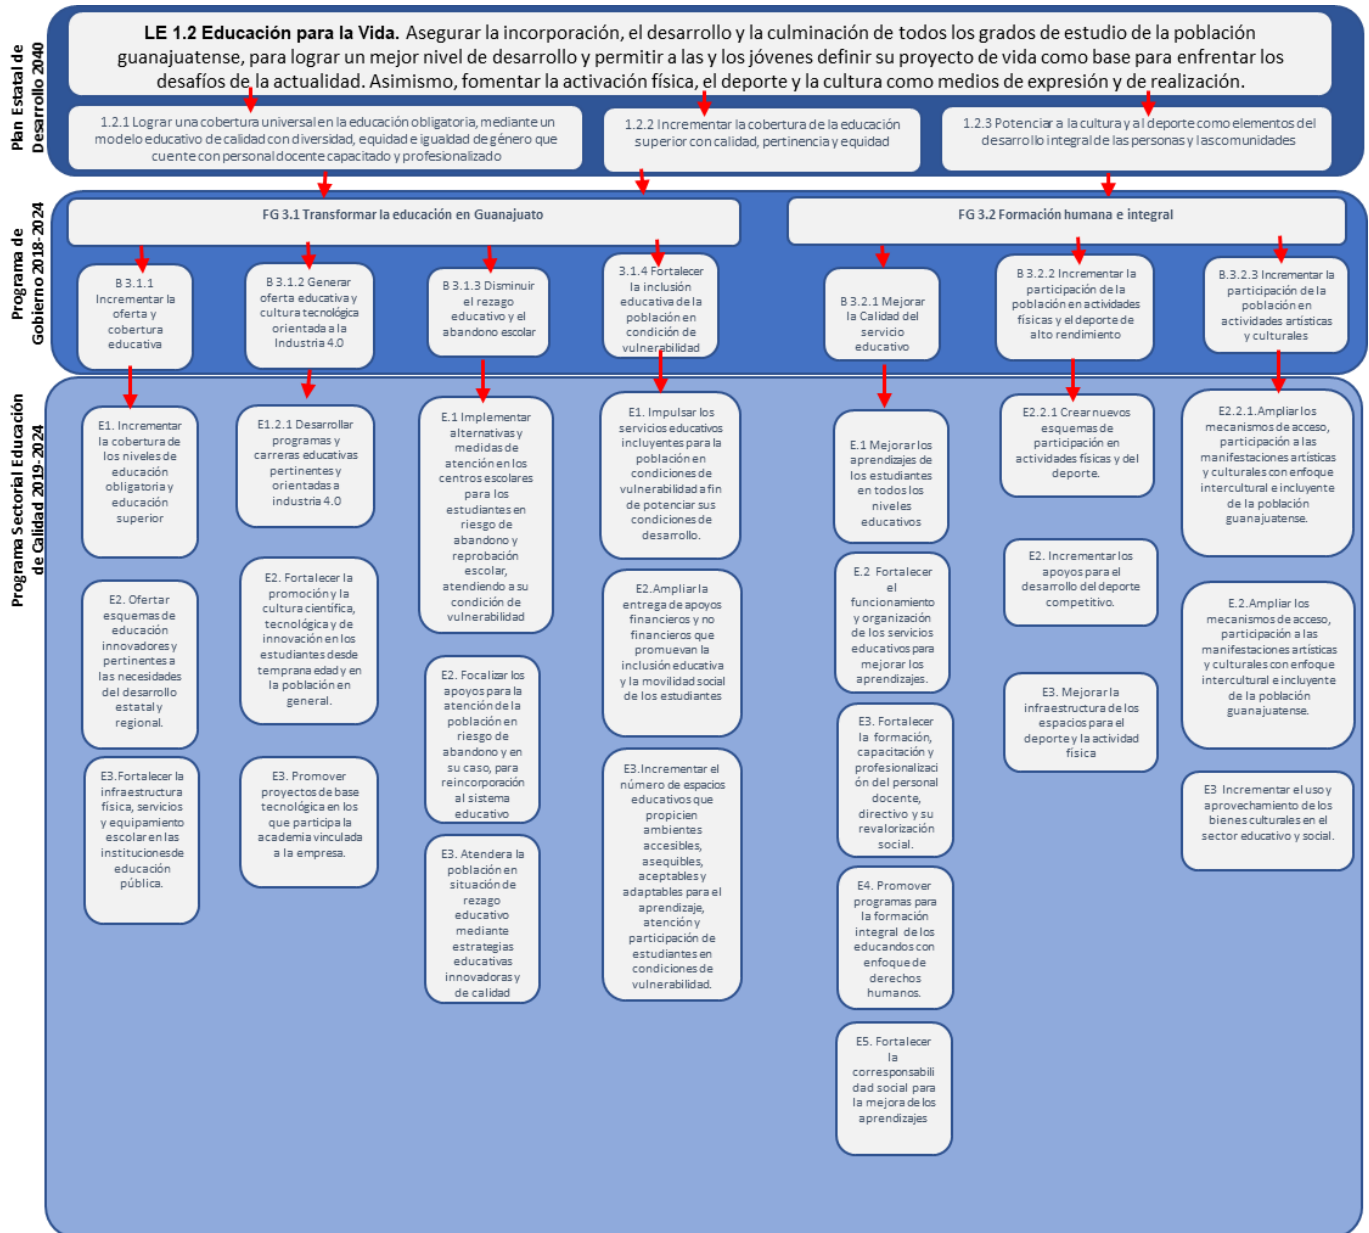 Plan Estatal de
Desarrollo 2040
LE 1.2 Educación para la Vida. Asegurar la incorporación, el desarrollo y la culminación de todos los grados de estudio de la población
guanajuatense, para lograr un mejor nivel de desarrollo y permitir a las y los jóvenes definir su proyecto de vida como base para enfrentar los
desafíos de la actualidad. Asimismo, fomentar la activación física, el deporte y la cultura como medios de expresión y de realización.
1.2.1 Lograr una cobertura universal en la educación obligatoria, mediante un
modelo educativo de calidad con diversidad, equidad e igualdad de género que
cuente con personal docente capacitado y profesionalizado
1.2.2 Incrementar la cobertura de la educación
superior con calidad, pertinencia y equidad
1.2.3 Potenciar a la cultura y al deporte como elementos del
desarrollo integral de las personas y lascomunidades
Programa de
Gobierno 2018-2024
FG 3.1 Transformar la educación en Guanajuato
FG 3.2 Formación humana e integral
B 3.1.1
Incrementar la
oferta y
cobertura
educativa
B 3.1.2 Generar
oferta educativa y
cultura tecnológica
orientada a la
Industria 4.0
B 3.1.3 Disminuir
el rezago
educativo y el
abandono escolar
3.1.4 Fortalecer
la inclusión
educativa de la
población en
condición de
vulnerabilidad
B 3.2.1 Mejorar
la Calidad del
servicio
educativo
B 3.2.2 Incrementar la
participación de la
población en actividades
físicas y el deporte de
alto rendimiento
B.3.2.3 Incrementar la
participación de la
población en
actividades artísticas
y culturales
Programa Sectorial Educación
de Calidad 2019-2024
E1. Incrementar
la cobertura de
los niveles de
educación
obligatoria y
educación
superior
E2. Ofertar
esquemas de
educación
innovadores y
pertinentes a
las necesidades
del desarrollo
estatal y
regional.
E3.Fortalecer la
infraestructura
física, servicios
y equipamiento
escolar en las
institucionesde
educación
pública.
E1.2.1 Desarrollar
programas y
carreras educativas
pertinentes y
orientadas a
industria 4.0
E2. Fortalecer la
promoción y la
cultura científica,
tecnológica y de
innovación en los
estudiantes desde
temprana edad y en
la población en
general.
E3. Promover
proyectos de base
tecnológica en los
que participa la
academia vinculada
a la empresa.
E.1 Implementar
alternativas y
medidas de
atención en los
centros escolares
para los
estudiantes en
riesgo de
abandono y
reprobación
escolar,
atendiendo a su
condición de
vulnerabilidad
E2. Focalizar los
apoyos para la
atención de la
población en
riesgo de
abandono y en
su caso, para
reincorporación
al sistema
educativo
E3. Atendera la
población en
situación de
rezago
educativo
mediante
estrategias
educativas
innovadoras y
de calidad
E1. Impulsar los
servicios educativos
incluyentes para la
población en
condiciones de
vulnerabilidad a fin
de potenciar sus
condiciones de
desarrollo.
E2.Ampliar la
entrega de apoyos
financieros y no
financieros que
promuevan la
inclusión educativa
y la movilidad social
de los estudiantes
E3.Incrementar el
número de espacios
educativos que
propicien
ambientes
accesibles,
asequibles,
aceptables y
adaptables para el
aprendizaje,
atención y
participación de
estudiantes en
condiciones de
vulnerabilidad.
E.1 Mejorar los
aprendizajes de
los estudiantes
en todos los
niveles
educativos
E.2 Fortalecer
el
funcionamiento
y organización
de los servicios
educativos para
mejorar los
aprendizajes.
E3. Fortalecer
la formación,
capacitación y
profesionalizaci
ón del personal
docente,
directivo y su
revalorización
social.
E4. Promover
programas para
la formación
integral de los
educandos con
enfoque de
derechos
humanos.
E5. Fortalecer
la
corresponsabili
dad social para
la mejora de los
aprendizajes
E2.2.1 Crear nuevos
esquemas de
participación en
actividades físicas y del
deporte.
E2. Incrementar los
apoyos para el
desarrollo del deporte
competitivo.
E3. Mejorar la
infraestructura de los
espacios para el
deporte y la actividad
física
E2.2.1.Ampliar los
mecanismos de acceso,
participación a las
manifestaciones artísticas
y culturales con enfoque
intercultural e incluyente
de la población
guanajuatense.
E.2.Ampliar los
mecanismos de acceso,
participación a las
manifestaciones artísticas
y culturales con enfoque
intercultural e incluyente
de la población
guanajuatense.
E3 Incrementar el uso y
aprovechamiento de los
bienes culturales en el
sector educativo y social.